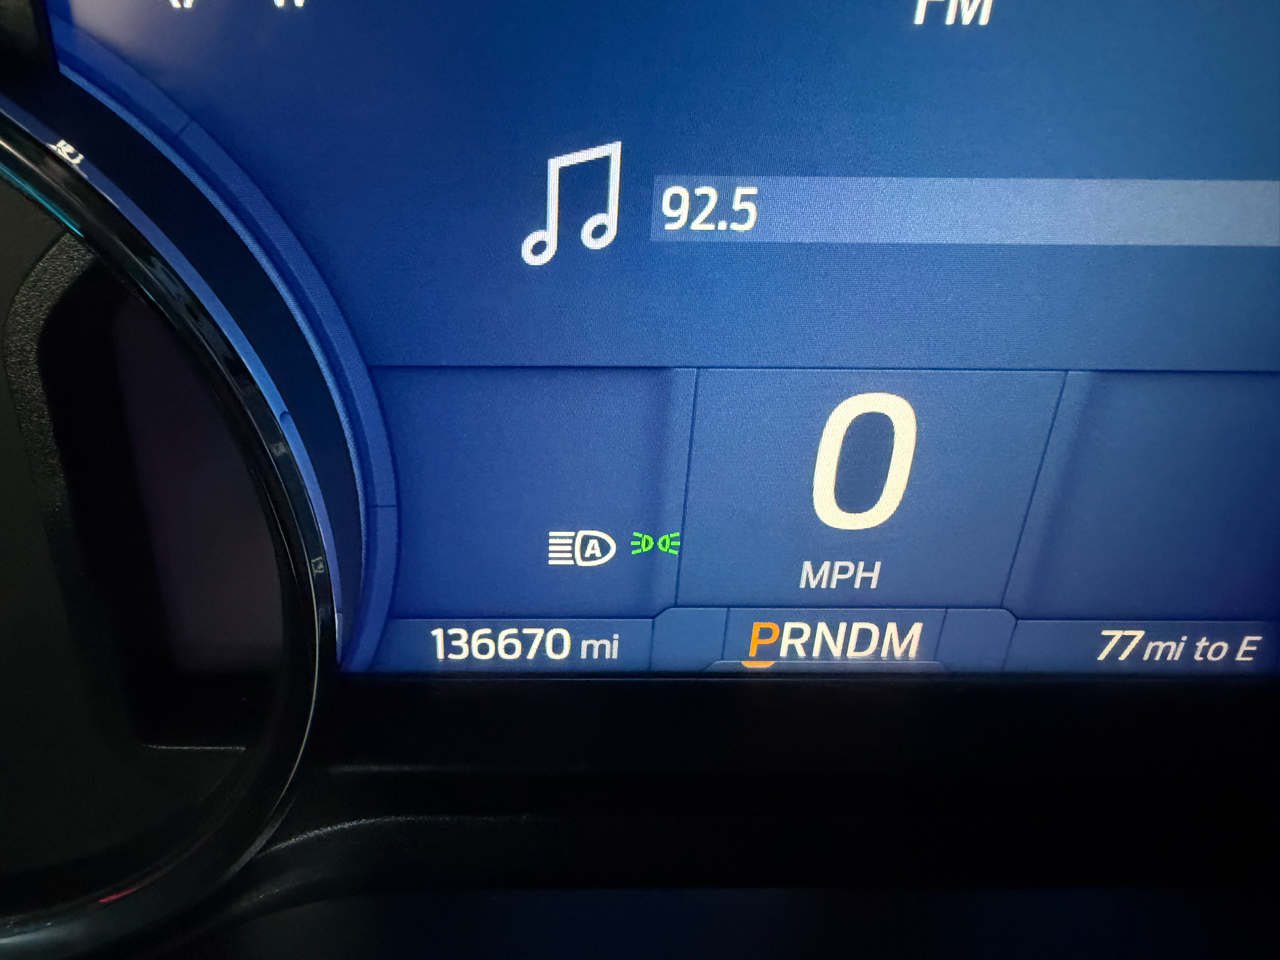 FM
92.5
0
MPH
A
136670 mi
PRNDM
77 mi to E